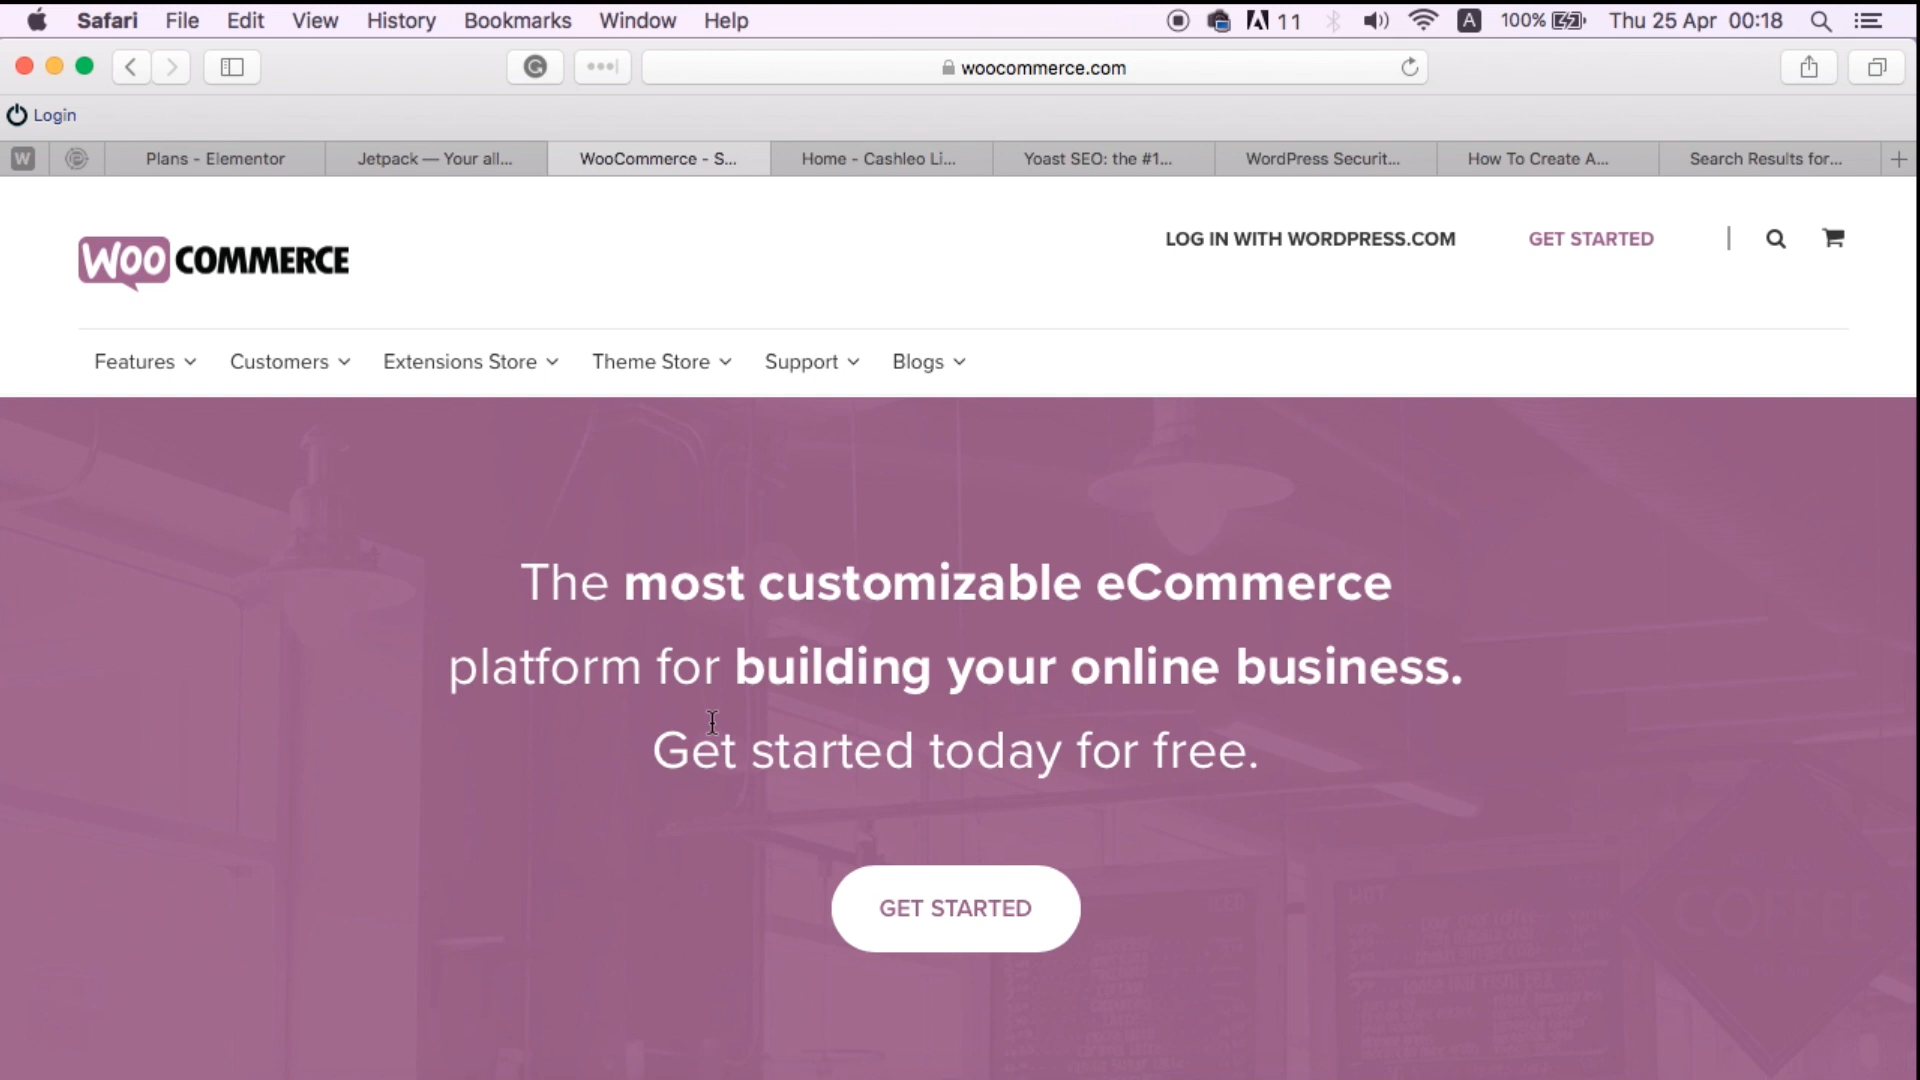 Safari File Edit View History Bookmarks Window Help 11 A 100% Thu 25 Apr 00:18
woocommerce.com
Login
W Plans - Elementor Jetpack — Your all... WooCommerce - S... Home - Cashleo Li... Yoast SEO: the #1... WordPress Securit... How To Create A... Search Results for...
LOG IN WITH WORDPRESS.COM GET STARTED
WOO COMMERCE
Features Customers Extensions Store Theme Store Support Blogs
The most customizable eCommerce
platform for building your online business.
Get started today for free.
GET STARTED
HOT
COFFEE